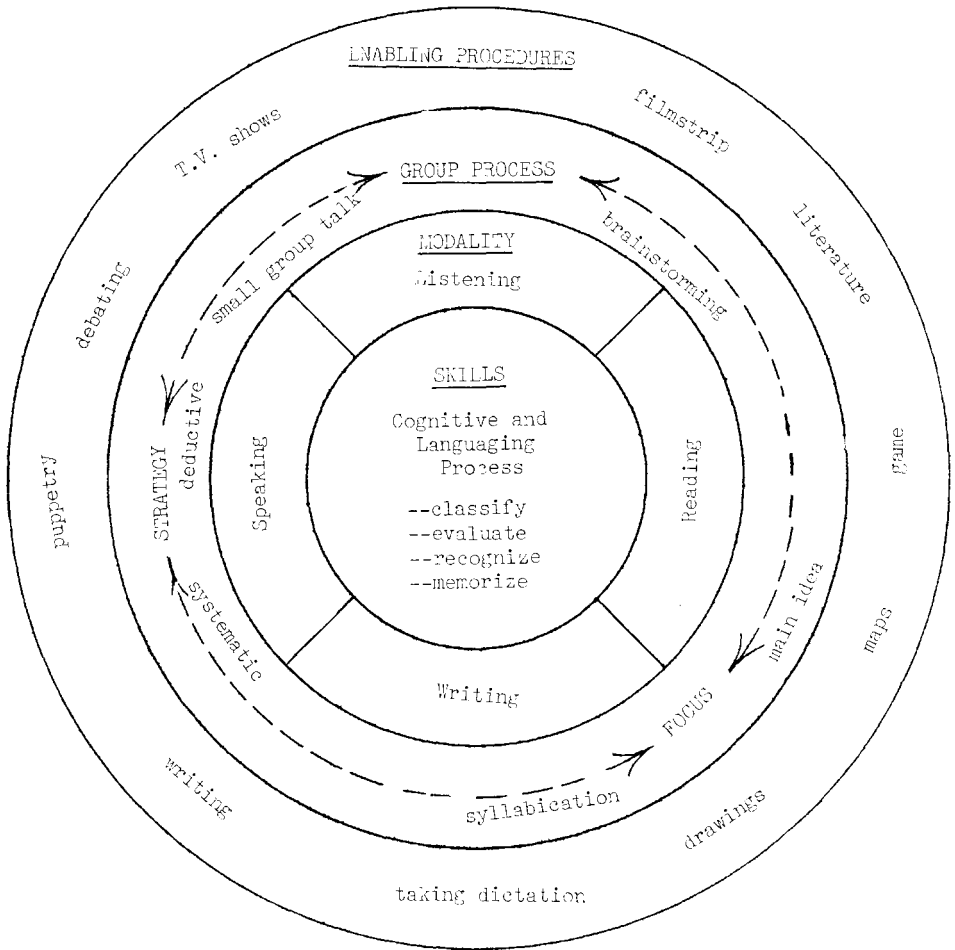 ENABLING PROCEDURES
filmstrip
T.V. shows
GROUP PROCESS
literature
small group talk
brainstorming
MODALITY
Listening
debating
SKILLS
Cognitive and
Languaging
Process
--classify
--evaluate
--recognize
--memorize
STRATEGY
deductive
Speaking
Reading
game
puppetry
systematic
main idea
maps
Writing
FOCUS
writing
syllabication
drawings
taking dictation